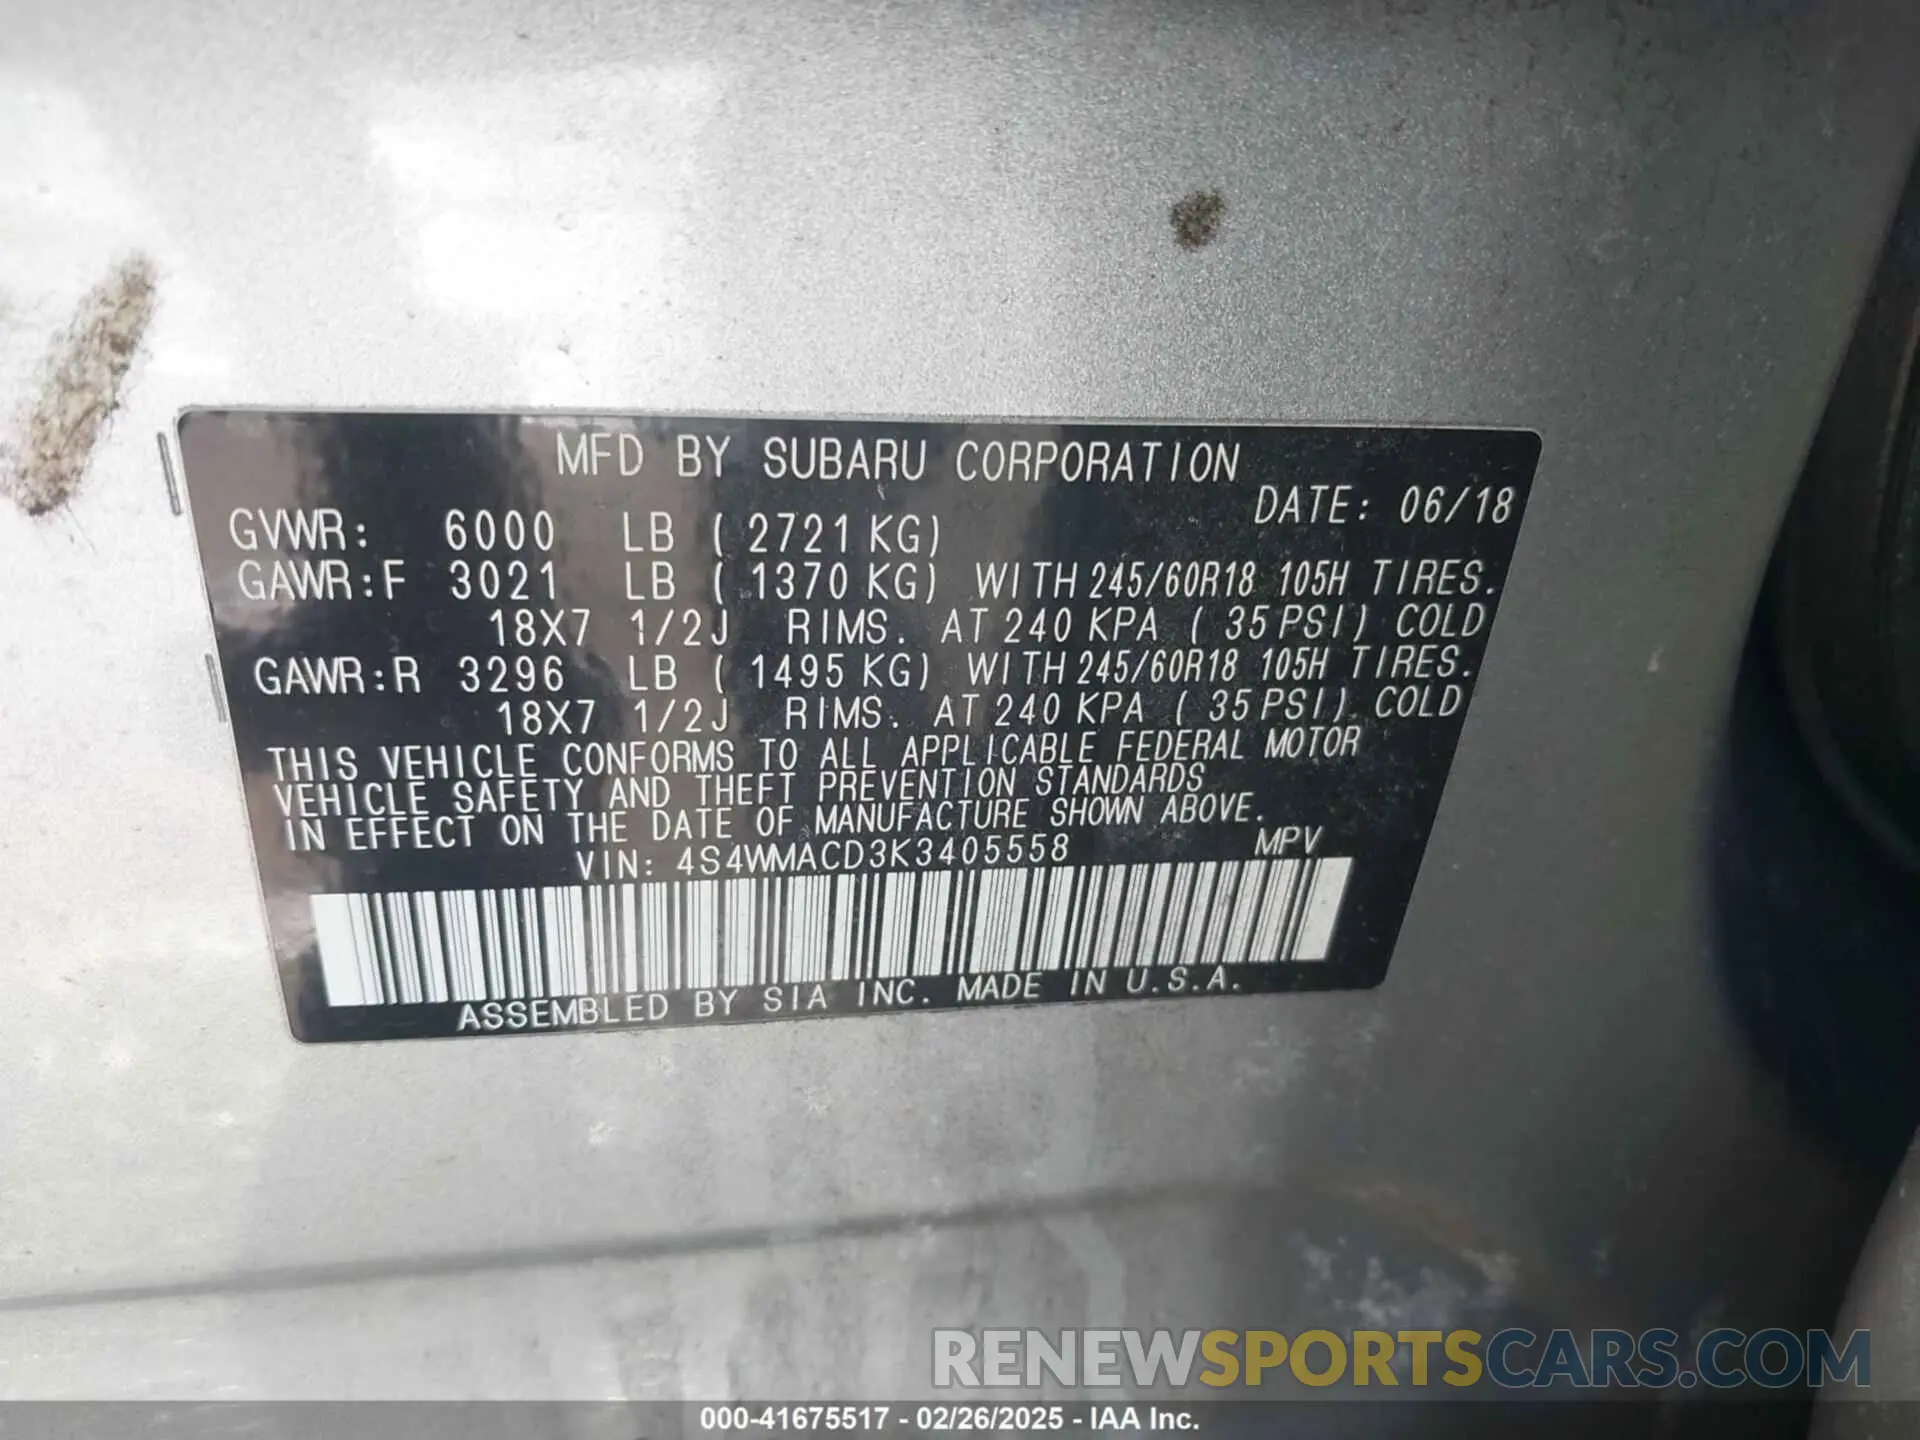 MFD BY SUBARU CORPORATION
DATE: 06/18
GVWR: 6000 LB ( 2721 KG)
GAWR:F 3021 LB ( 1370 KG) WITH 245/60R18 105H TIRES.
18X7 1/2J RIMS. AT 240 KPA ( 35 PSI) COLD
GAWR:R 3296 LB ( 1495 KG) WITH 245/60R18 105H TIRES.
18X7 1/2J RIMS. AT 240 KPA ( 35 PSI) COLD
THIS VEHICLE CONFORMS TO ALL APPLICABLE FEDERAL MOTOR
VEHICLE SAFETY AND THEFT PREVENTION STANDARDS
IN EFFECT ON THE DATE OF MANUFACTURE SHOWN ABOVE.
VIN: 4S4WMACD3K3405558 MPV
ASSEMBLED BY SIA INC. MADE IN U.S.A.
RENEWSPORTSCARS.COM
000-41675517 - 02/26/2025 - IAA Inc.